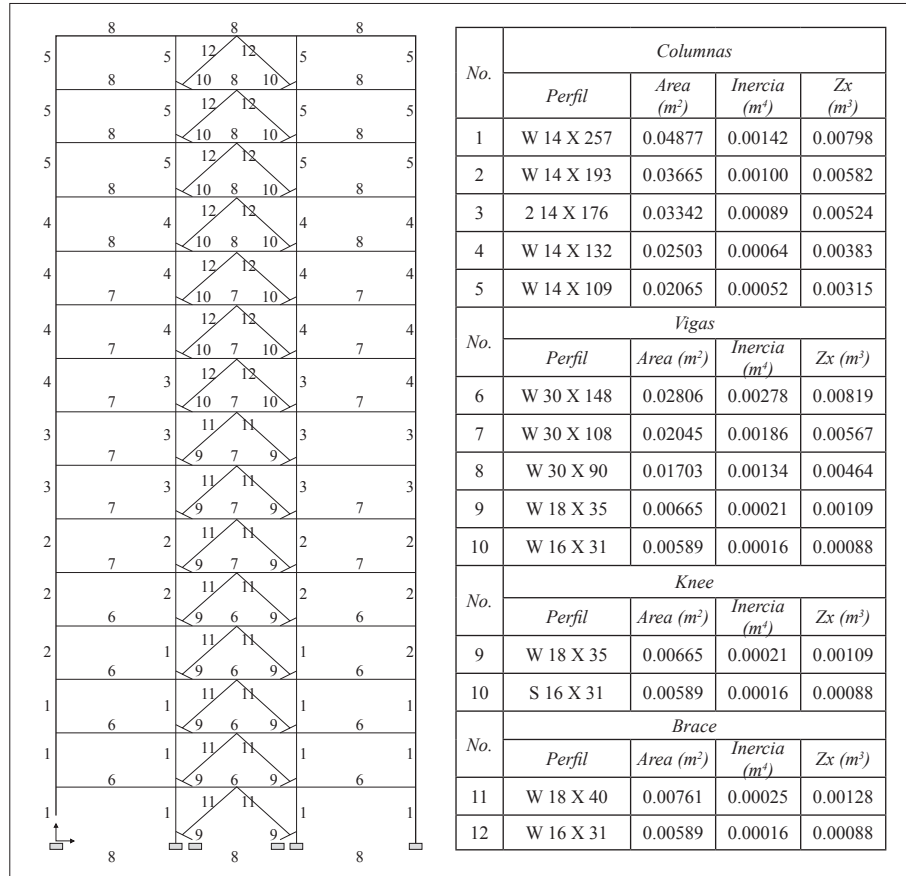 8 8 8
5 5 12 12 5 5
8 10 8 10 8
5 5 12 12 5 5
8 10 8 10 8
5 5 12 12 5 5
8 10 8 10 8
4 4 12 12 4 4
8 10 8 10 8
4 4 12 12 4 4
7 10 7 10 7
4 4 12 12 4 4
7 10 7 10 7
4 3 12 12 3 4
7 10 7 10 7
3 3 11 11 3 3
7 9 7 9 7
3 3 11 11 3 3
7 9 7 9 7
2 2 11 11 2 2
7 9 7 9 7
2 2 11 11 2 2
6 9 6 9 6
2 1 11 11 1 2
6 9 6 9 6
1 1 11 11 1 1
6 9 6 9 6
1 1 11 11 1 1
6 9 6 9 6
1 1 11 11 1 1
9 9
8 8 8
No. Columnas
Perfil Area (m²) Inercia (m⁴) Zx (m³)
1 W 14 X 257 0.04877 0.00142 0.00798
2 W 14 X 193 0.03665 0.00100 0.00582
3 2 14 X 176 0.03342 0.00089 0.00524
4 W 14 X 132 0.02503 0.00064 0.00383
5 W 14 X 109 0.02065 0.00052 0.00315
No. Vigas
Perfil Area (m²) Inercia (m⁴) Zx (m³)
6 W 30 X 148 0.02806 0.00278 0.00819
7 W 30 X 108 0.02045 0.00186 0.00567
8 W 30 X 90 0.01703 0.00134 0.00464
9 W 18 X 35 0.00665 0.00021 0.00109
10 W 16 X 31 0.00589 0.00016 0.00088
No. Knee
Perfil Area (m²) Inercia (m⁴) Zx (m³)
9 W 18 X 35 0.00665 0.00021 0.00109
10 S 16 X 31 0.00589 0.00016 0.00088
No. Brace
Perfil Area (m²) Inercia (m⁴) Zx (m³)
11 W 18 X 40 0.00761 0.00025 0.00128
12 W 16 X 31 0.00589 0.00016 0.00088